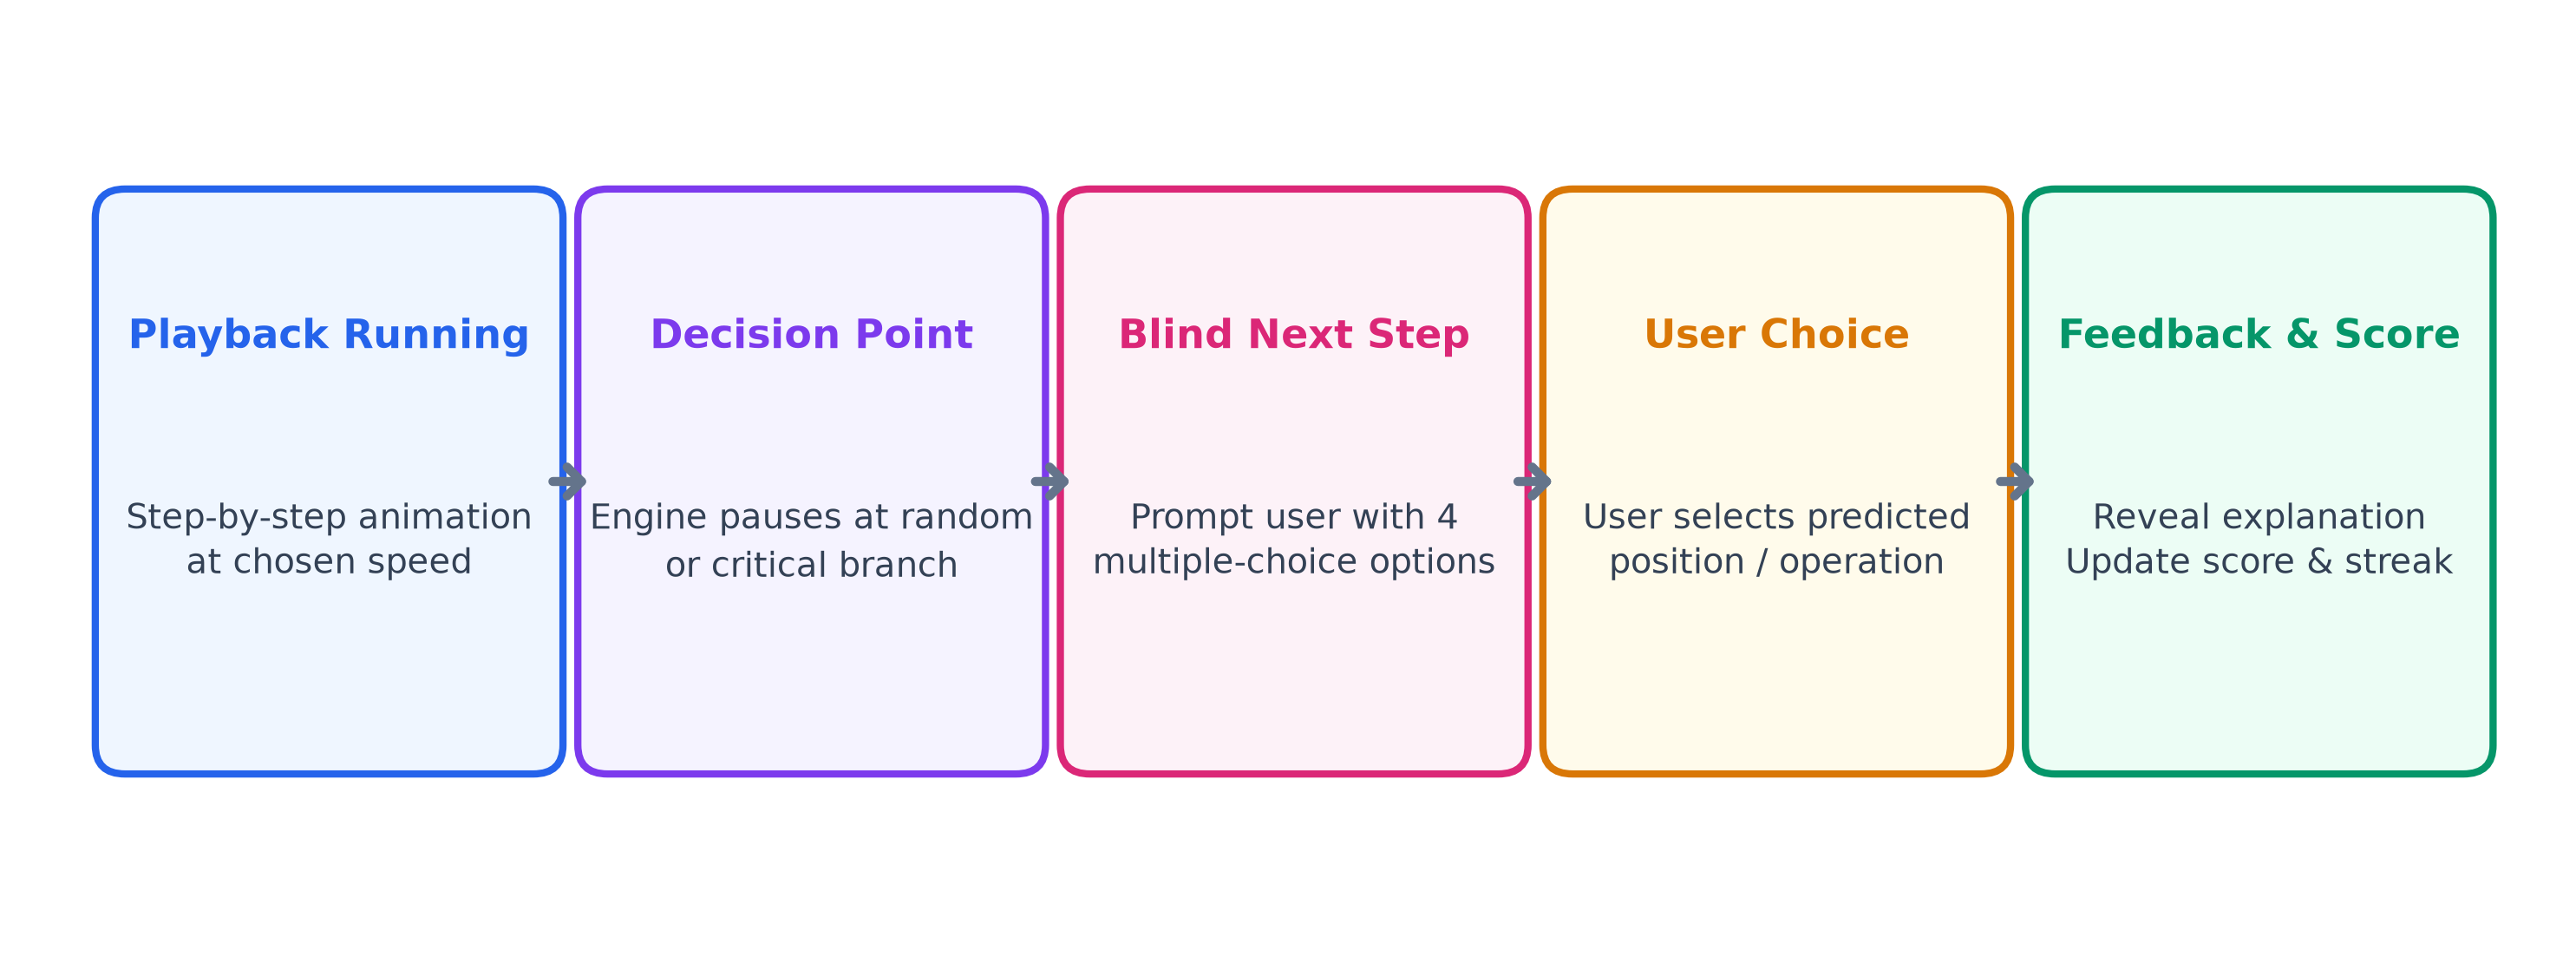 Playback Running
Step-by-step animation
at chosen speed
Decision Point
Engine pauses at random
or critical branch
Blind Next Step
Prompt user with 4
multiple-choice options
User Choice
User selects predicted
position / operation
Feedback & Score
Reveal explanation
Update score & streak